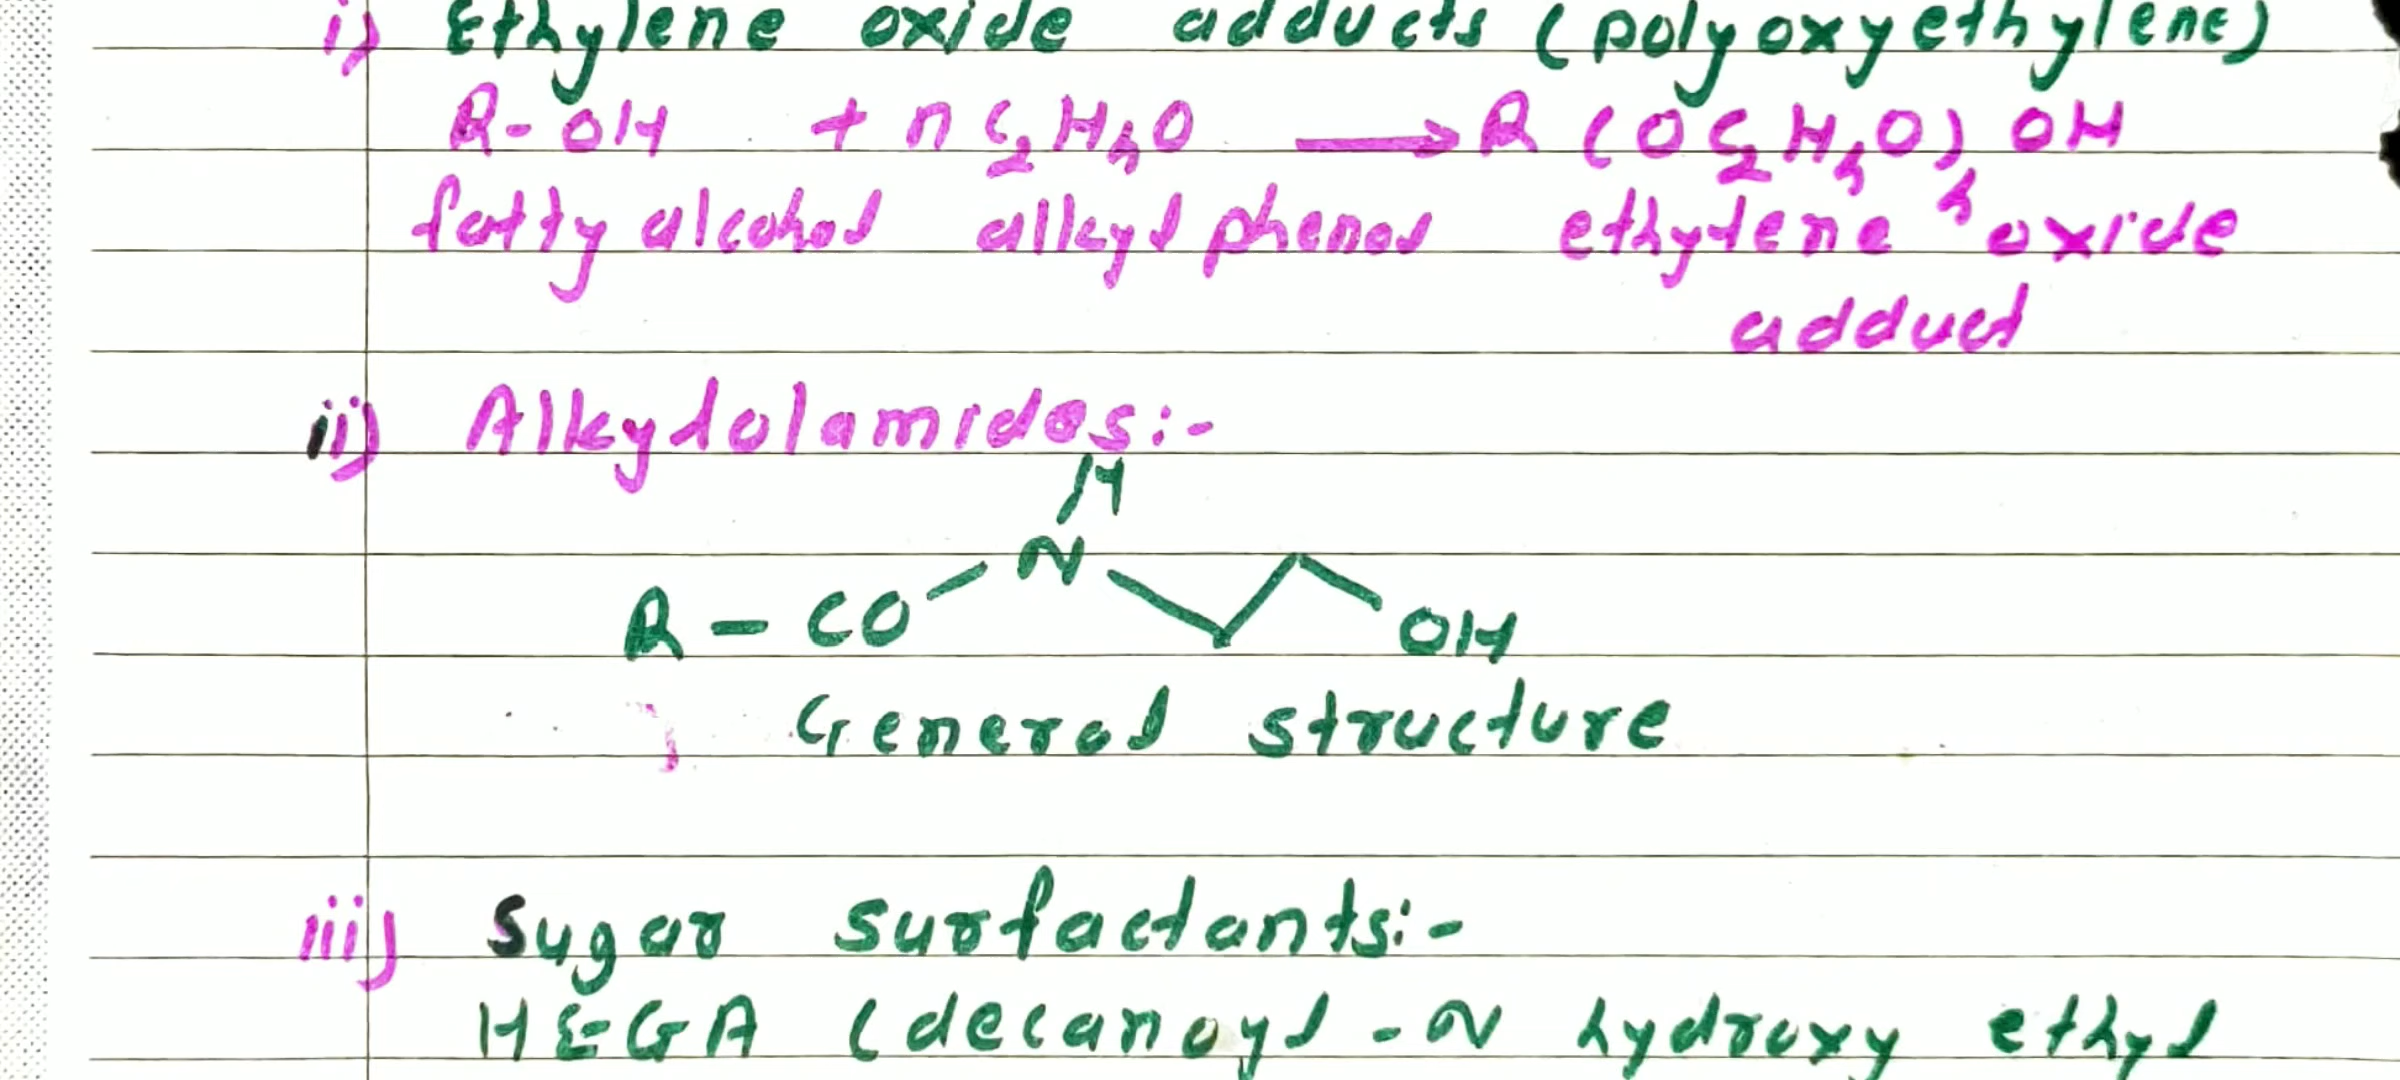 i) Ethylene oxide adducts (polyoxyethylene)
R-OH + n C₂H₄O → R (OC₂H₄O)ₙ OH
fatty alcohol alkyl phenol ethylene oxide
adduct
ii) Alkylolamides:-
H
N
R - CO OH
General structure
iii) Sugar surfactants:-
HEGA (decanoyl - N hydroxy ethyl